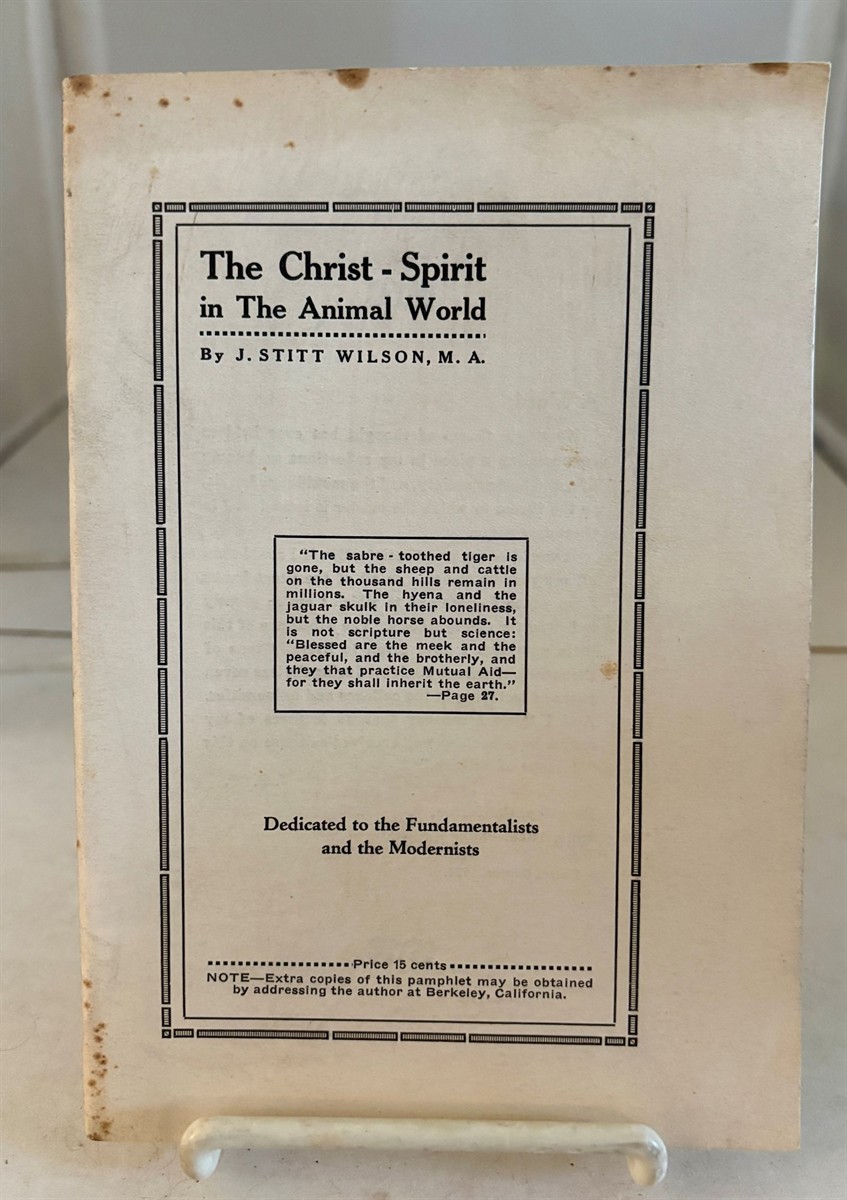 The Christ - Spirit
in The Animal World
By J. STITT WILSON, M. A.
"The sabre - toothed tiger is
gone, but the sheep and cattle
on the thousand hills remain in
millions. The hyena and the
jaguar skulk in their loneliness,
but the noble horse abounds. It
is not scripture but science:
"Blessed are the meek and the
peaceful, and the brotherly, and
they that practice Mutual Aid—
for they shall inherit the earth."
—Page 27.
Dedicated to the Fundamentalists
and the Modernists
Price 15 cents
NOTE—Extra copies of this pamphlet may be obtained
by addressing the author at Berkeley, California.